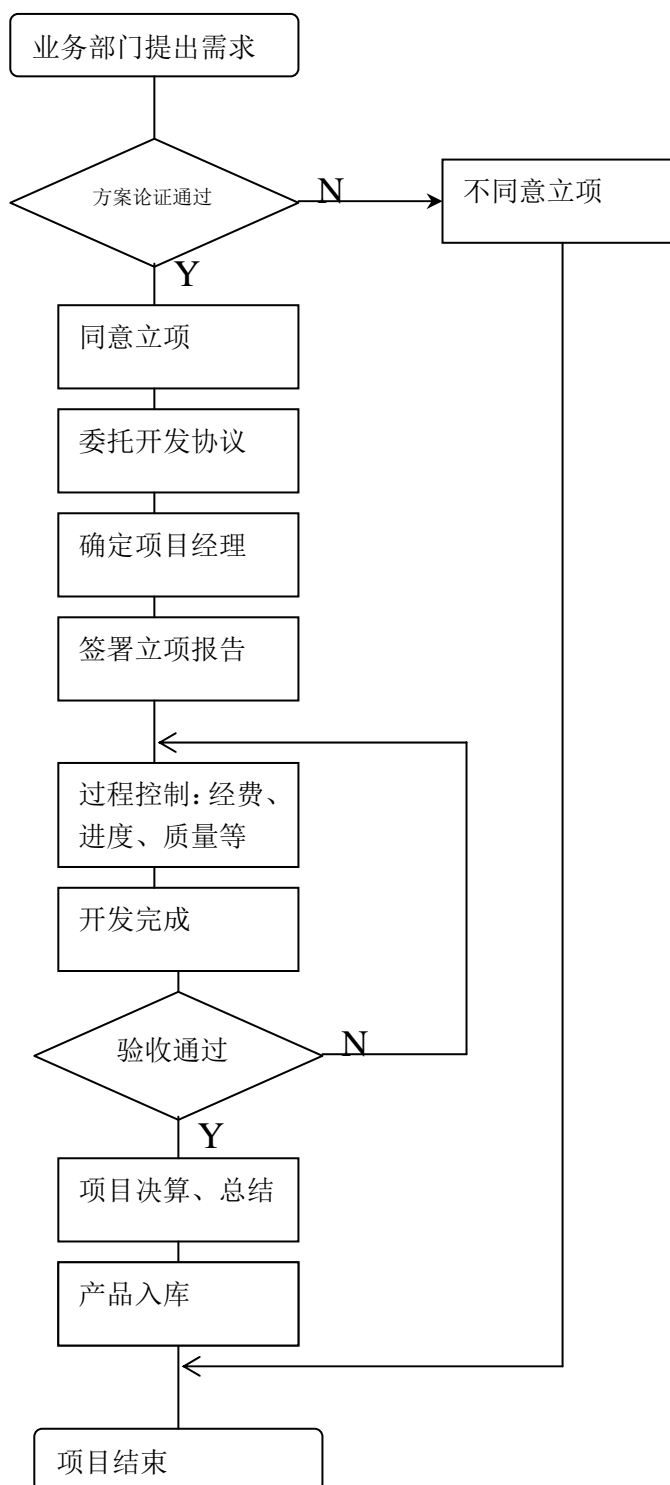 业务部门提出需求
方案论证通过
N
不同意立项
Y
同意立项
委托开发协议
确定项目经理
签署立项报告
过程控制：经费、
进度、质量等
开发完成
验收通过
N
Y
项目决算、总结
产品入库
项目结束